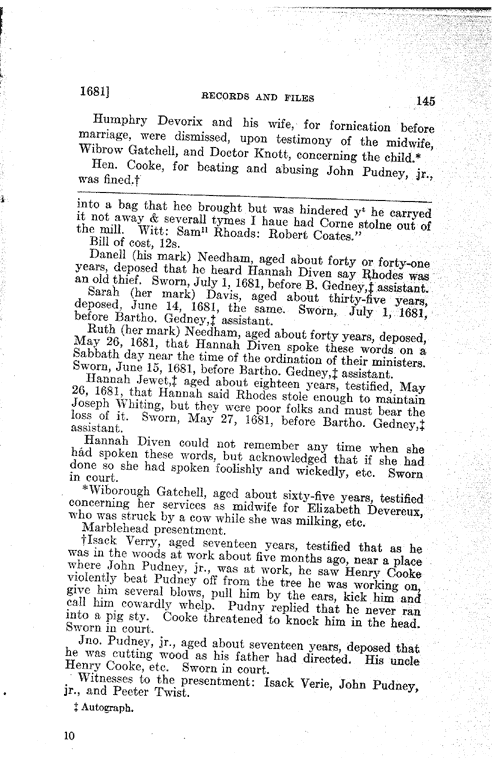 1681]
RECORDS AND FILES
145
Humphry Devorix and his wife, for fornication before
marriage, were dismissed, upon testimony of the midwife,
Wibrow Gatchell, and Doctor Knott, concerning the child.*
Hen. Cooke, for beating and abusing John Pudney, jr.,
was fined.†
into a bag that hee brought but was hindered yᵗ he carryed
it not away & severall tymes I haue had Corne stolne out of
the mill. Witt: Samˡˡ Rhoads: Robert Coates."
Bill of cost, 12s.
Danell (his mark) Needham, aged about forty or forty-one
years, deposed that he heard Hannah Diven say Rhodes was
an old thief. Sworn, July 1, 1681, before B. Gedney,‡ assistant.
Sarah (her mark) Davis, aged about thirty-five years,
deposed, June 14, 1681, the same. Sworn, July 1, 1681,
before Bartho. Gedney,‡ assistant.
Ruth (her mark) Needham, aged about forty years, deposed,
May 26, 1681, that Hannah Diven spoke these words on a
Sabbath day near the time of the ordination of their ministers.
Sworn, June 15, 1681, before Bartho. Gedney,‡ assistant.
Hannah Jewet,‡ aged about eighteen years, testified, May
26, 1681, that Hannah said Rhodes stole enough to maintain
Joseph Whiting, but they were poor folks and must bear the
loss of it. Sworn, May 27, 1681, before Bartho. Gedney,‡
assistant.
Hannah Diven could not remember any time when she
had spoken these words, but acknowledged that if she had
done so she had spoken foolishly and wickedly, etc. Sworn
in court.
*Wiborough Gatchell, aged about sixty-five years, testified
concerning her services as midwife for Elizabeth Devereux,
who was struck by a cow while she was milking, etc.
Marblehead presentment.
†Isack Verry, aged seventeen years, testified that as he
was in the woods at work about five months ago, near a place
where John Pudney, jr., was at work, he saw Henry Cooke
violently beat Pudney off from the tree he was working on,
give him several blows, pull him by the ears, kick him and
call him cowardly whelp. Pudny replied that he never ran
into a pig sty. Cooke threatened to knock him in the head.
Sworn in court.
Jno. Pudney, jr., aged about seventeen years, deposed that
he was cutting wood as his father had directed. His uncle
Henry Cooke, etc. Sworn in court.
Witnesses to the presentment: Isack Verie, John Pudney,
jr., and Peeter Twist.
‡ Autograph.
10